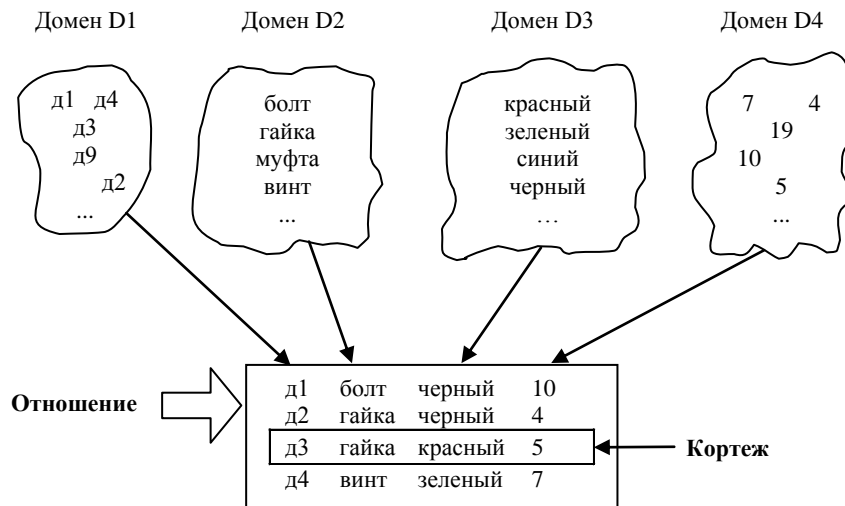 Домен D1 Домен D2 Домен D3 Домен D4
д1 д4
д3
д9
д2
...
болт
гайка
муфта
винт
...
красный
зеленый
синий
черный
...
7 4
19
10
5
...
Отношение
д1 болт черный 10
д2 гайка черный 4
д3 гайка красный 5
д4 винт зеленый 7
Кортеж